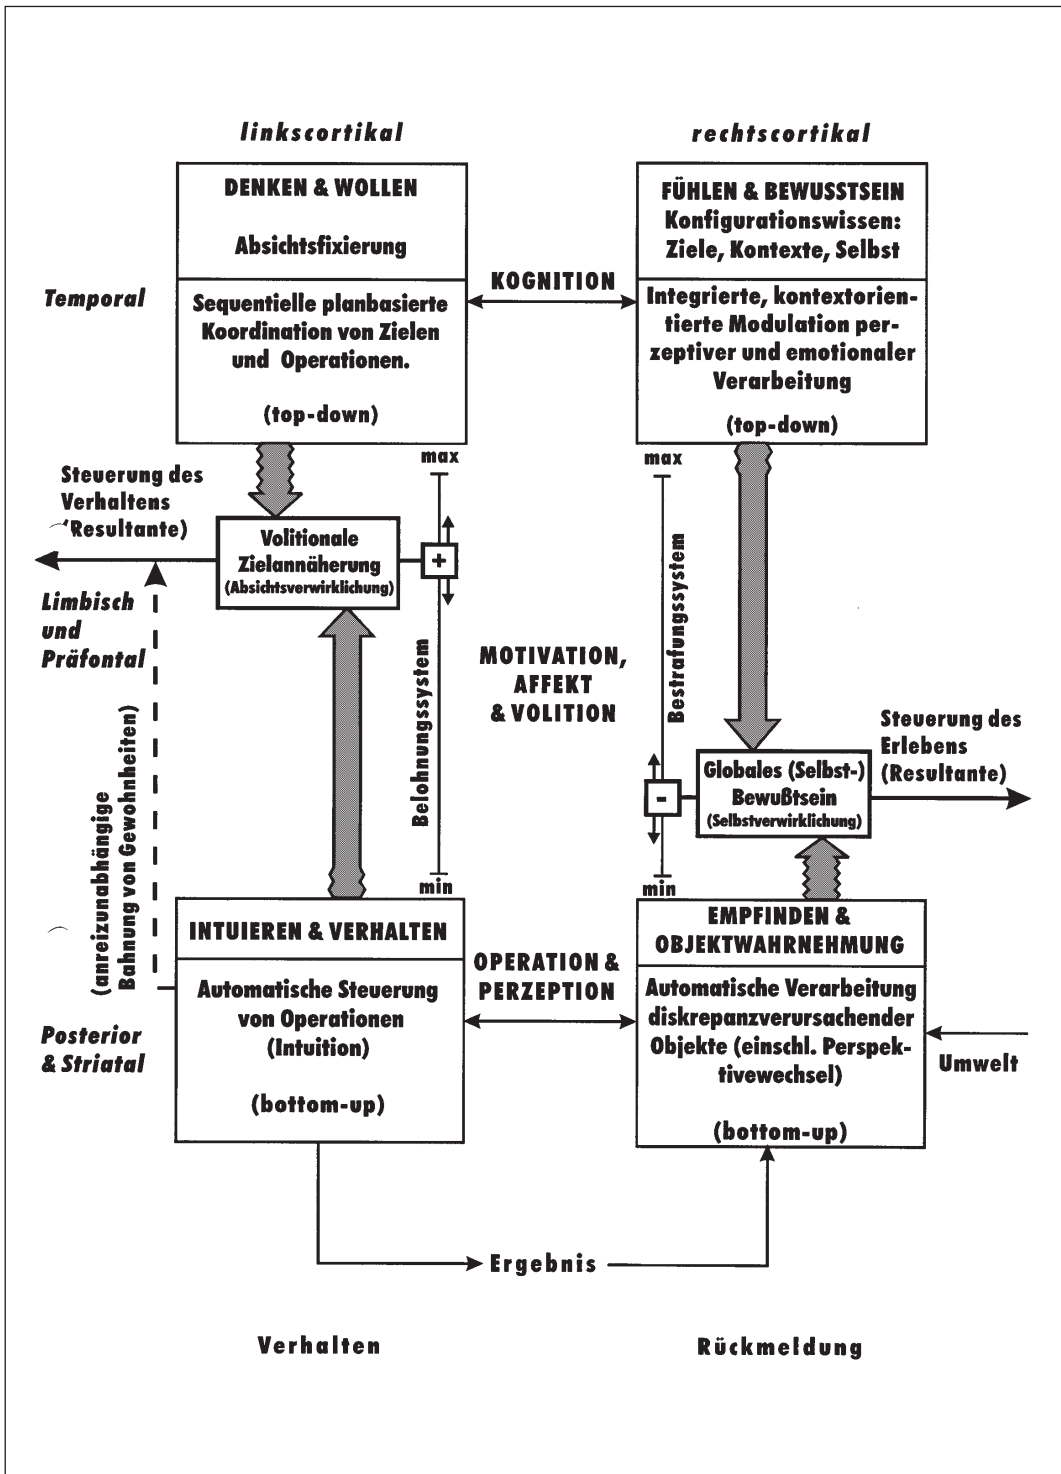 linkscortikal
rechtscortikal
DENKEN & WOLLEN
Absichtsfixierung
FÜHLEN & BEWUSSTSEIN
Konfigurationswissen:
Ziele, Kontexte, Selbst
Temporal
KOGNITION
Sequentielle planbasierte
Koordination von Zielen
und Operationen.
(top-down)
Integrierte, kontextorien-
tierte Modulation per-
zeptiver und emotionaler
Verarbeitung
(top-down)
Steuerung des
Verhaltens
'Resultante)
max
max
Volitionale
Zielannäherung
(Absichtsverwirklichung)
+
Limbisch
und
Präfontal
Belohnungssystem
MOTIVATION,
AFFEKT
& VOLITION
Bestrafungssystem
Steuerung des
Erlebens
(Resultante)
Globales (Selbst-)
Bewußtsein
(Selbstverwirklichung)
-
(anreizunabhängige
Bahnung von Gewohnheiten)
min
min
INTUIEREN & VERHALTEN
EMPFINDEN &
OBJEKTWAHRNEHMUNG
OPERATION &
PERZEPTION
Automatische Steuerung
von Operationen
(Intuition)
(bottom-up)
Automatische Verarbeitung
diskrepanzverursachender
Objekte (einschl. Perspek-
tivewechsel)
(bottom-up)
Posterior
& Striatal
Umwelt
Ergebnis
Verhalten
Rückmeldung